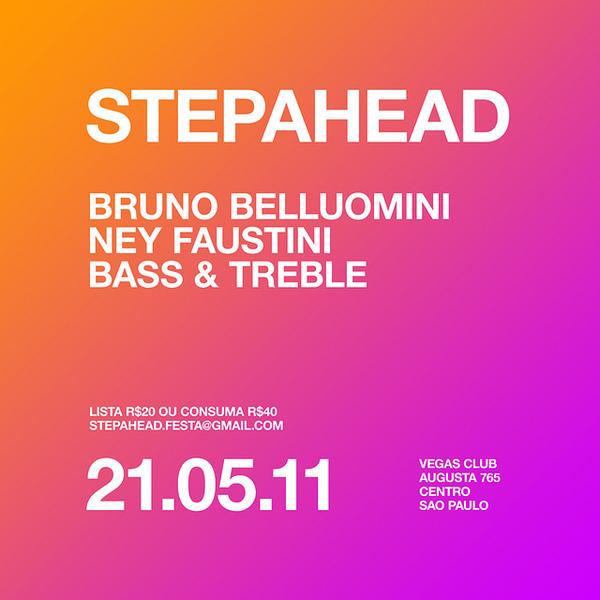 STEPAHEAD
BRUNO BELLUOMINI
NEY FAUSTINI
BASS & TREBLE
LISTA R$20 OU CONSUMA R$40
STEPAHEAD.FESTA@GMAIL.COM
21.05.11
VEGAS CLUB
AUGUSTA 765
CENTRO
SAO PAULO